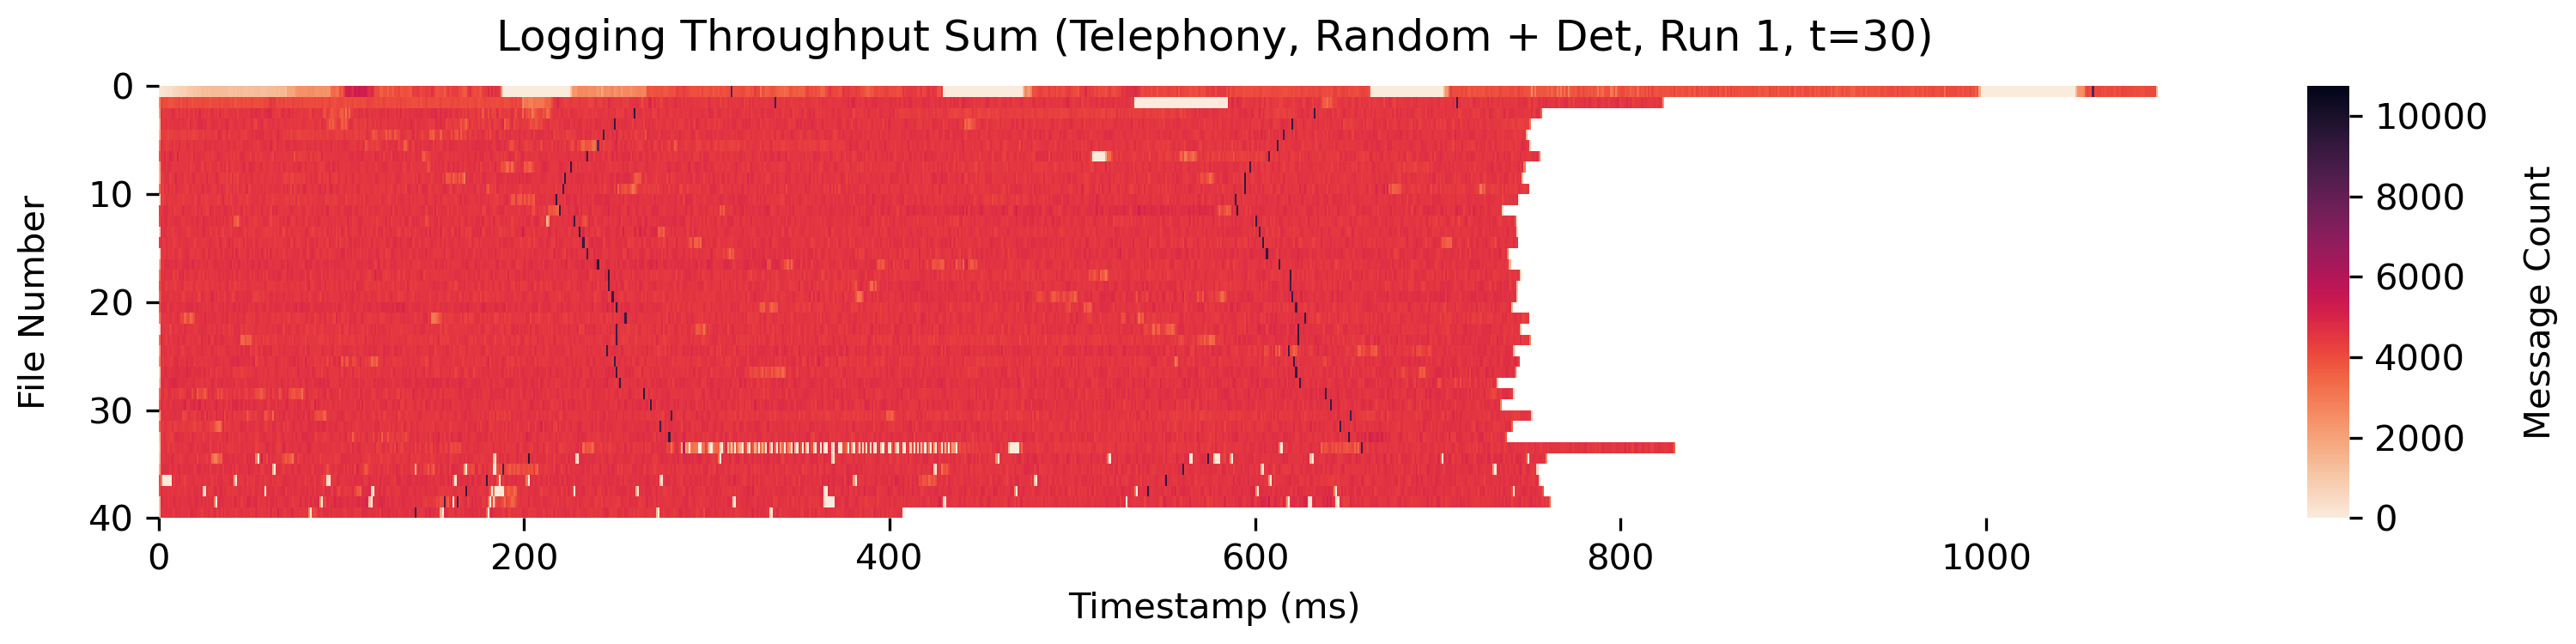 Logging Throughput Sum (Telephony, Random + Det, Run 1, t=30)
File Number
0
10
20
30
40
0 200 400 600 800 1000
Timestamp (ms)
10000
8000
6000
4000
2000
0
Message Count